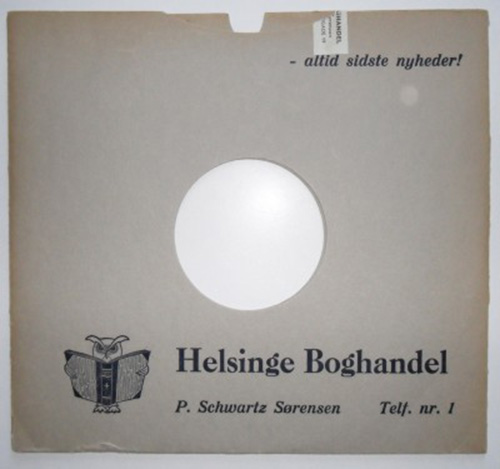 - altid sidste nyheder!
Helsinge Boghandel
P. Schwartz Sørensen Telf. nr. 1